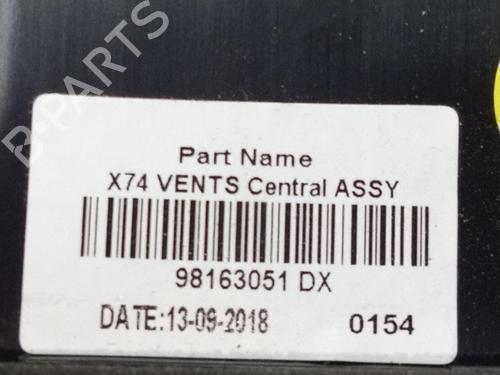 B-PARTS
Part Name
X74 VENTS Central ASSY
98163051 DX
DATE:13-09-2018 0154